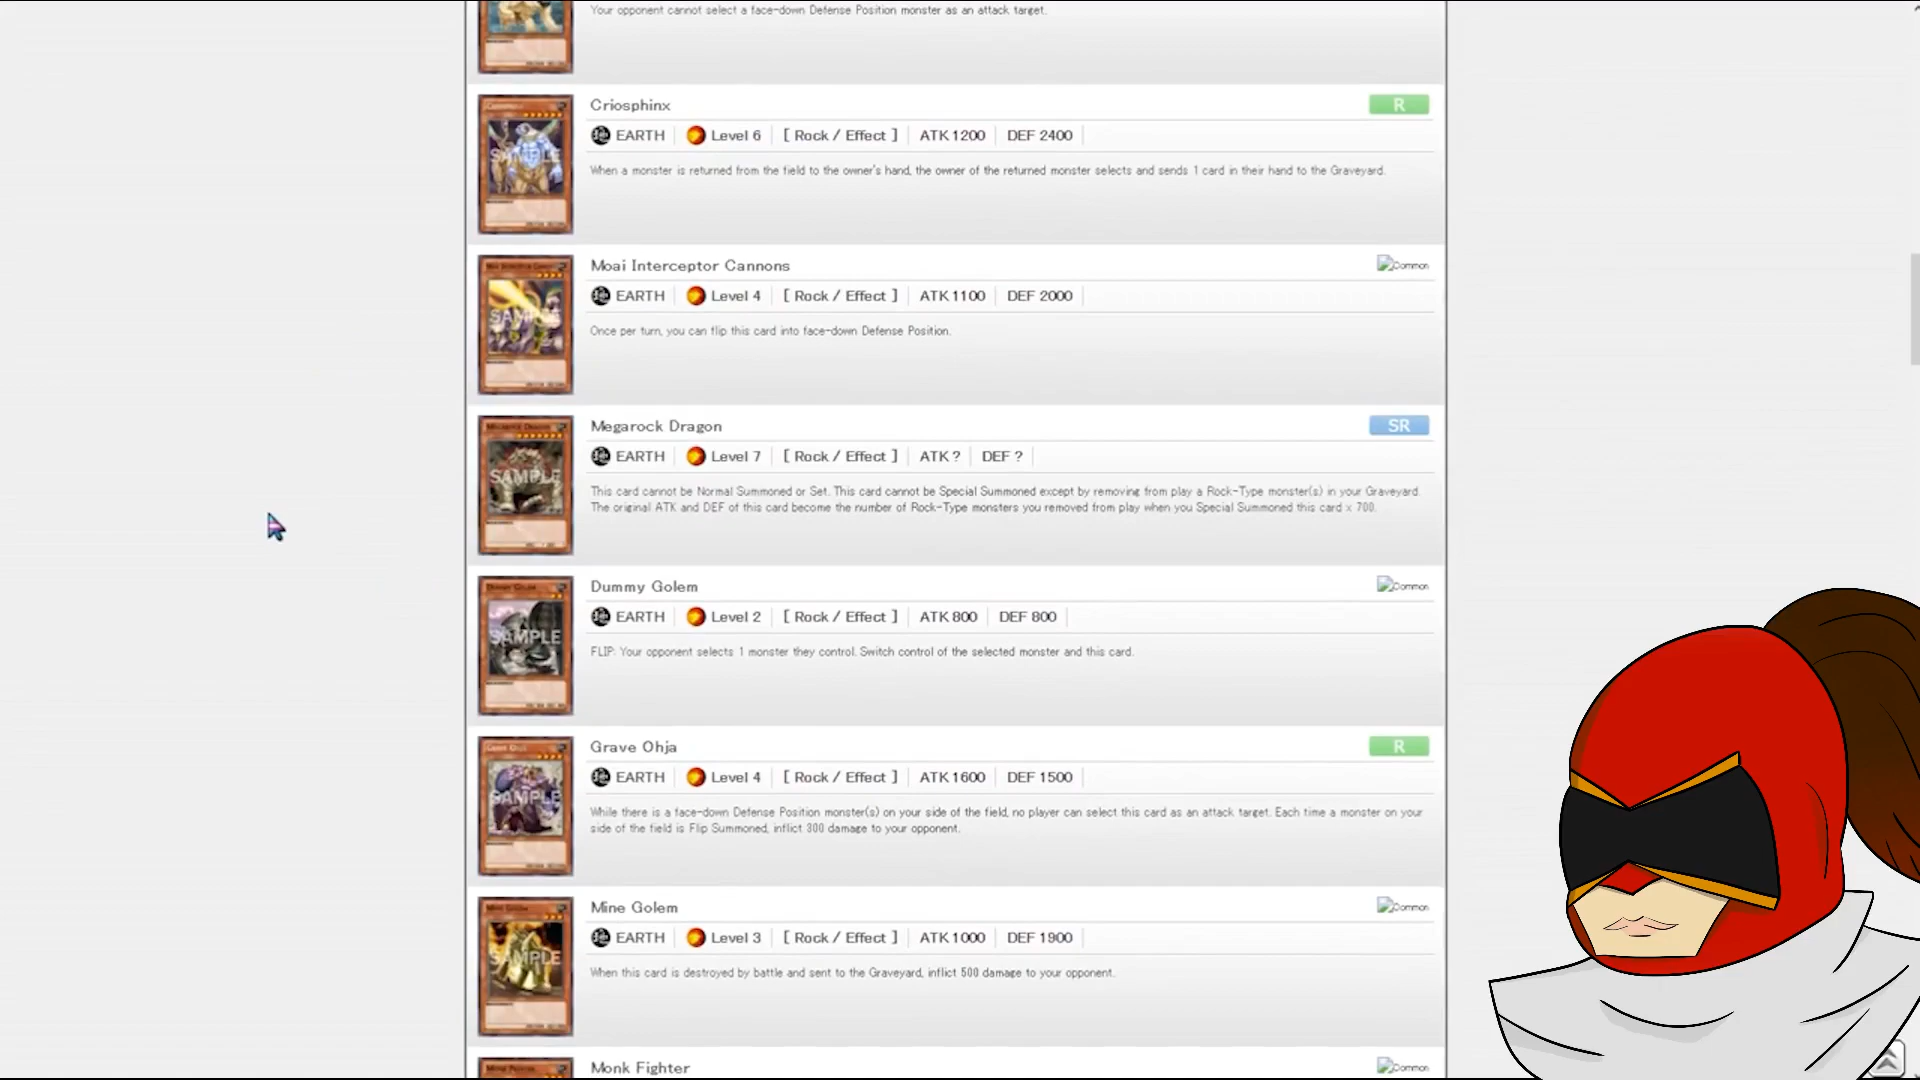 Your opponent cannot select a face-down Defense Position monster as an attack target.
Criosphinx R
EARTH Level 6 [ Rock / Effect ] ATK 1200 DEF 2400
When a monster is returned from the field to the owner's hand, the owner of the returned monster selects and sends 1 card in their hand to the Graveyard.
SAMPLE
Moai Interceptor Cannons Common
EARTH Level 4 [ Rock / Effect ] ATK 1100 DEF 2000
Once per turn, you can flip this card into face-down Defense Position.
SAMPLE
Megarock Dragon SR
EARTH Level 7 [ Rock / Effect ] ATK ? DEF ?
This card cannot be Normal Summoned or Set. This card cannot be Special Summoned except by removing from play a Rock-Type monster(s) in your Graveyard.
The original ATK and DEF of this card become the number of Rock-Type monsters you removed from play when you Special Summoned this card x 700.
SAMPLE
Dummy Golem Common
EARTH Level 2 [ Rock / Effect ] ATK 800 DEF 800
FLIP: Your opponent selects 1 monster they control. Switch control of the selected monster and this card.
SAMPLE
Grave Ohja R
EARTH Level 4 [ Rock / Effect ] ATK 1600 DEF 1500
While there is a face-down Defense Position monster(s) on your side of the field, no player can select this card as an attack target. Each time a monster on your
side of the field is Flip Summoned, inflict 300 damage to your opponent.
SAMPLE
Mine Golem Common
EARTH Level 3 [ Rock / Effect ] ATK 1000 DEF 1900
When this card is destroyed by battle and sent to the Graveyard, inflict 500 damage to your opponent.
SAMPLE
Monk Fighter Common